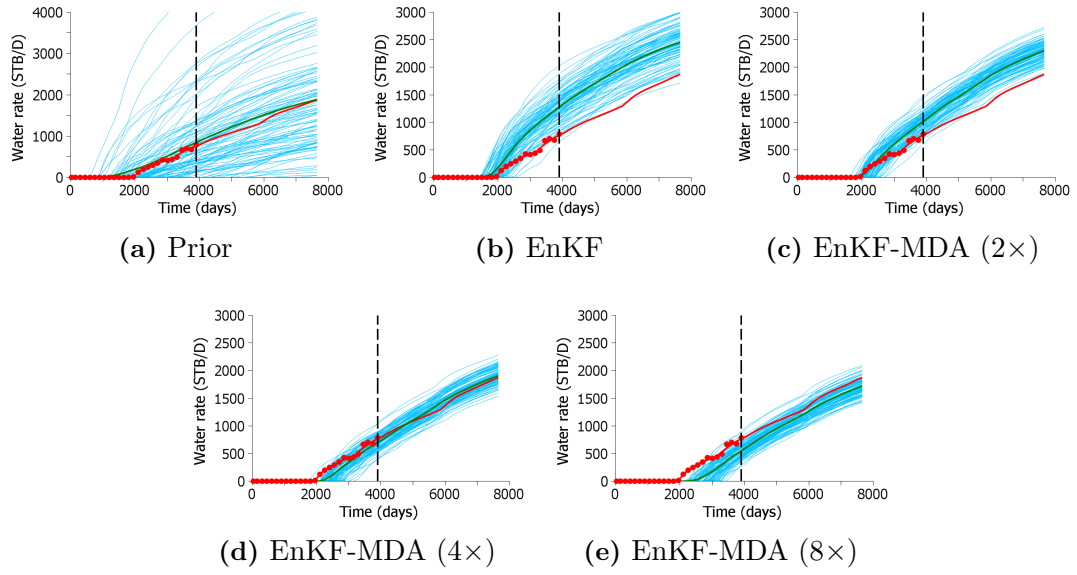 4000
3000
2000
1000
0
Water rate (STB/D)
0 2000 4000 6000 8000
Time (days)
(a) Prior
3000
2500
2000
1500
1000
500
0
Water rate (STB/D)
0 2000 4000 6000 8000
Time (days)
(b) EnKF
3000
2500
2000
1500
1000
500
0
Water rate (STB/D)
0 2000 4000 6000 8000
Time (days)
(c) EnKF-MDA (2×)
3000
2500
2000
1500
1000
500
0
Water rate (STB/D)
0 2000 4000 6000 8000
Time (days)
(d) EnKF-MDA (4×)
3000
2500
2000
1500
1000
500
0
Water rate (STB/D)
0 2000 4000 6000 8000
Time (days)
(e) EnKF-MDA (8×)